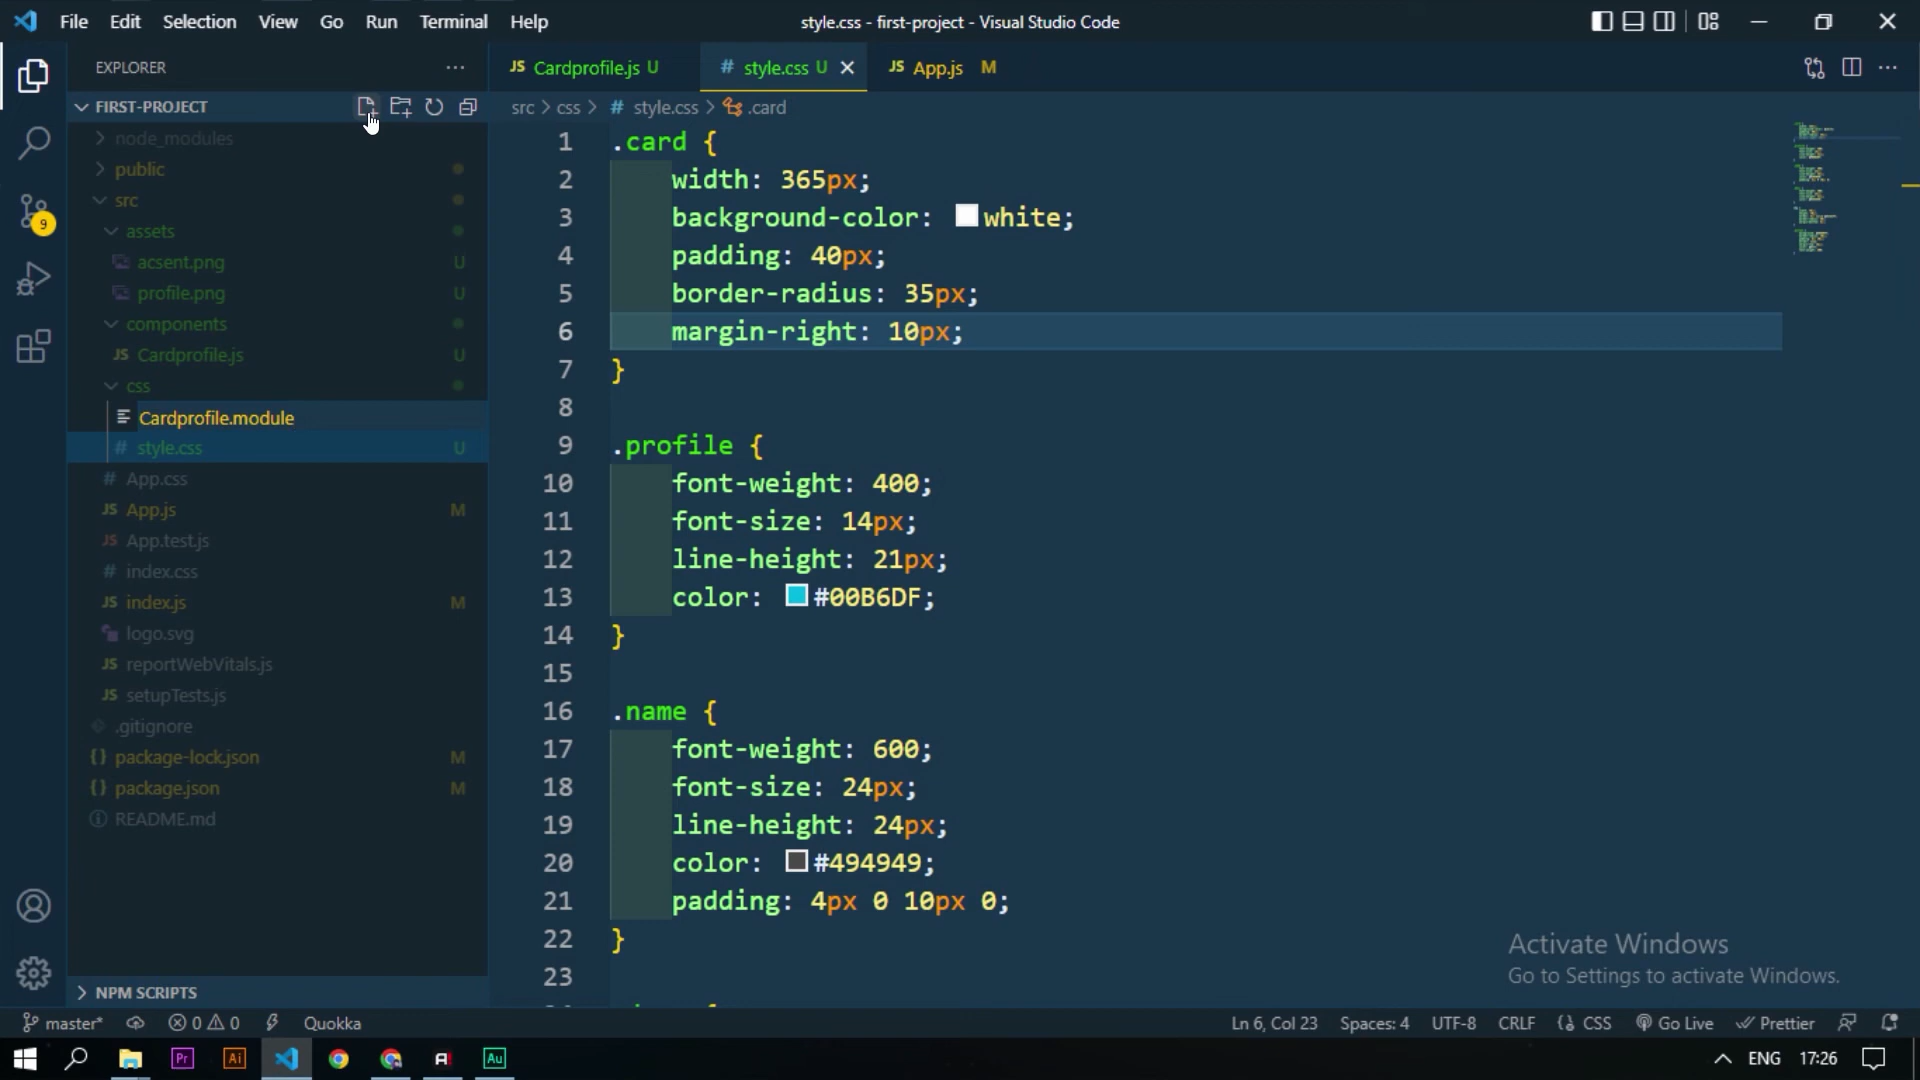 File Edit Selection View Go Run Terminal Help
style.css - first-project - Visual Studio Code
EXPLORER
FIRST-PROJECT
node_modules
public
src
assets
acsent.png U
profile.png U
components
Cardprofile.js U
css
Cardprofile.module
style.css U
App.css
App.js M
App.test.js
index.css
index.js M
logo.svg
reportWebVitals.js
setupTests.js
.gitignore
package-lock.json M
package.json M
README.md
NPM SCRIPTS
9
JS Cardprofile.js U
# style.css U
JS App.js M
src > css > # style.css > .card
1 .card {
2 width: 365px;
3 background-color: white;
4 padding: 40px;
5 border-radius: 35px;
6 margin-right: 10px;
7 }
8
9 .profile {
10 font-weight: 400;
11 font-size: 14px;
12 line-height: 21px;
13 color: #00B6DF;
14 }
15
16 .name {
17 font-weight: 600;
18 font-size: 24px;
19 line-height: 24px;
20 color: #494949;
21 padding: 4px 0 10px 0;
22 }
23
Activate Windows
Go to Settings to activate Windows.
master* 0 0 Quokka
Ln 6, Col 23 Spaces: 4 UTF-8 CRLF CSS Go Live Prettier
Pr Ai Au
ENG 17:26